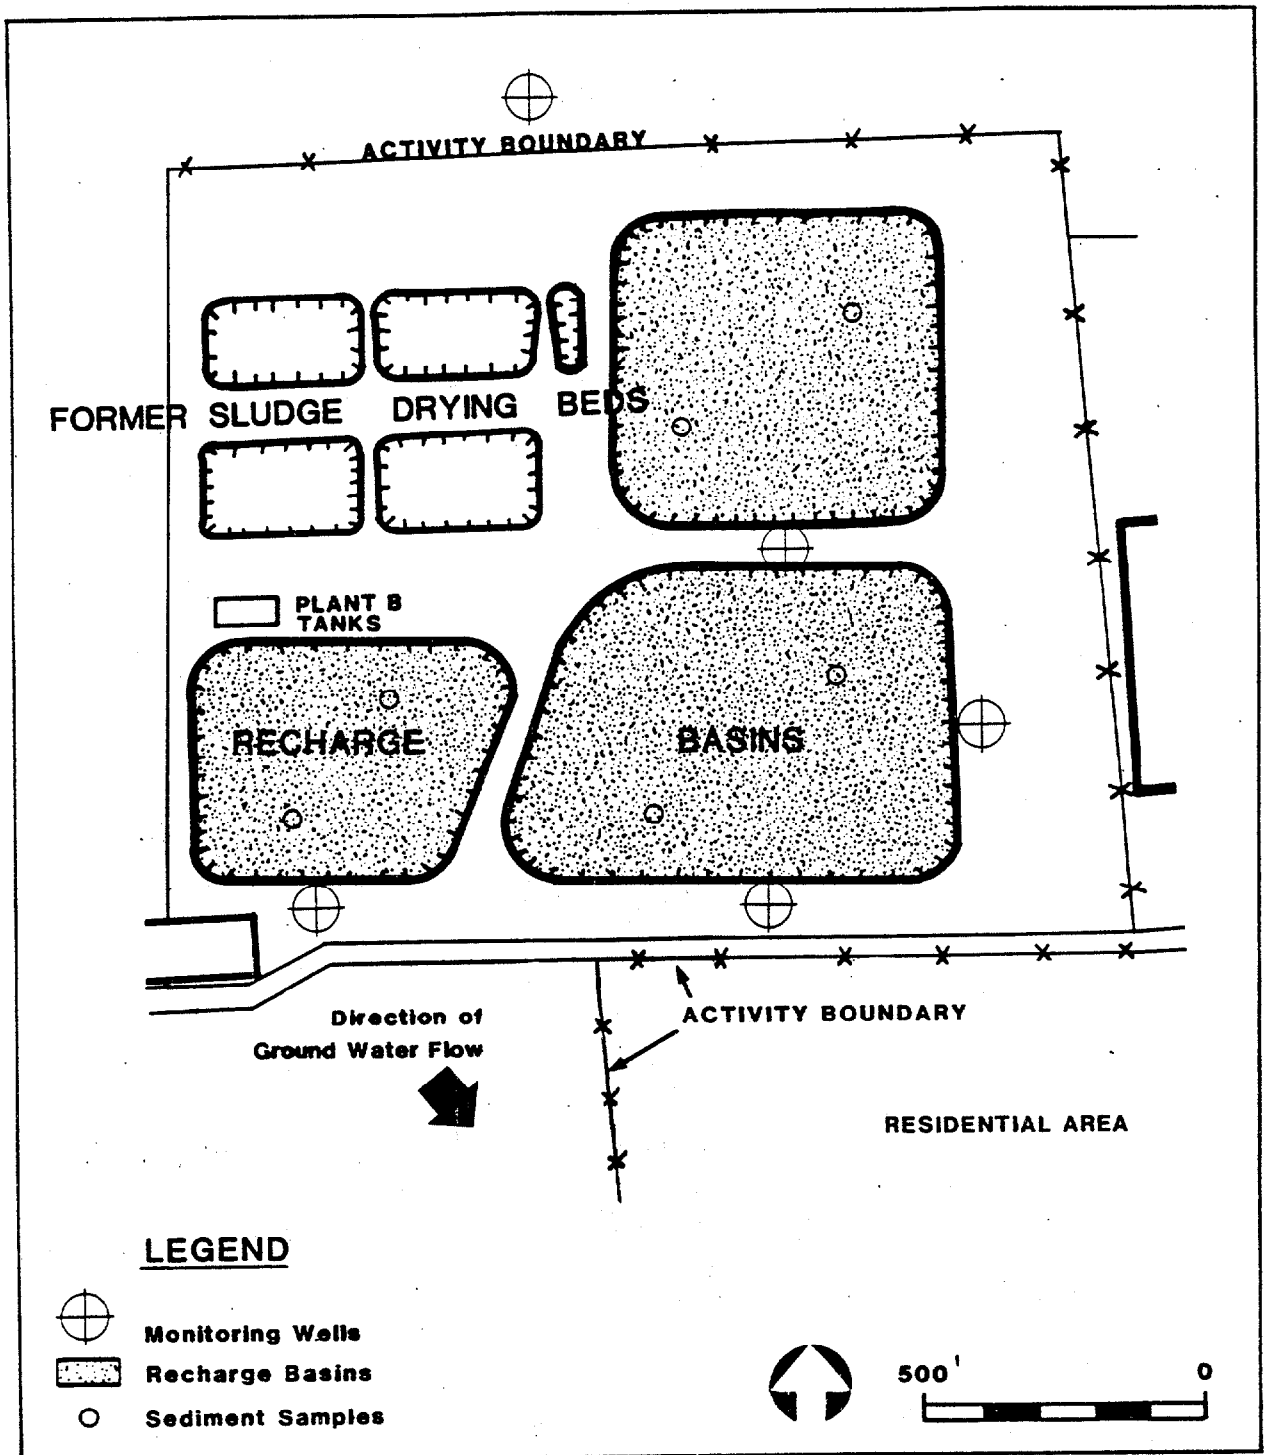 ACTIVITY BOUNDARY
FORMER SLUDGE DRYING BEDS
PLANT B
TANKS
RECHARGE BASINS
Direction of
Ground Water Flow
ACTIVITY BOUNDARY
RESIDENTIAL AREA
LEGEND
Monitoring Wells
Recharge Basins
Sediment Samples
500' 0